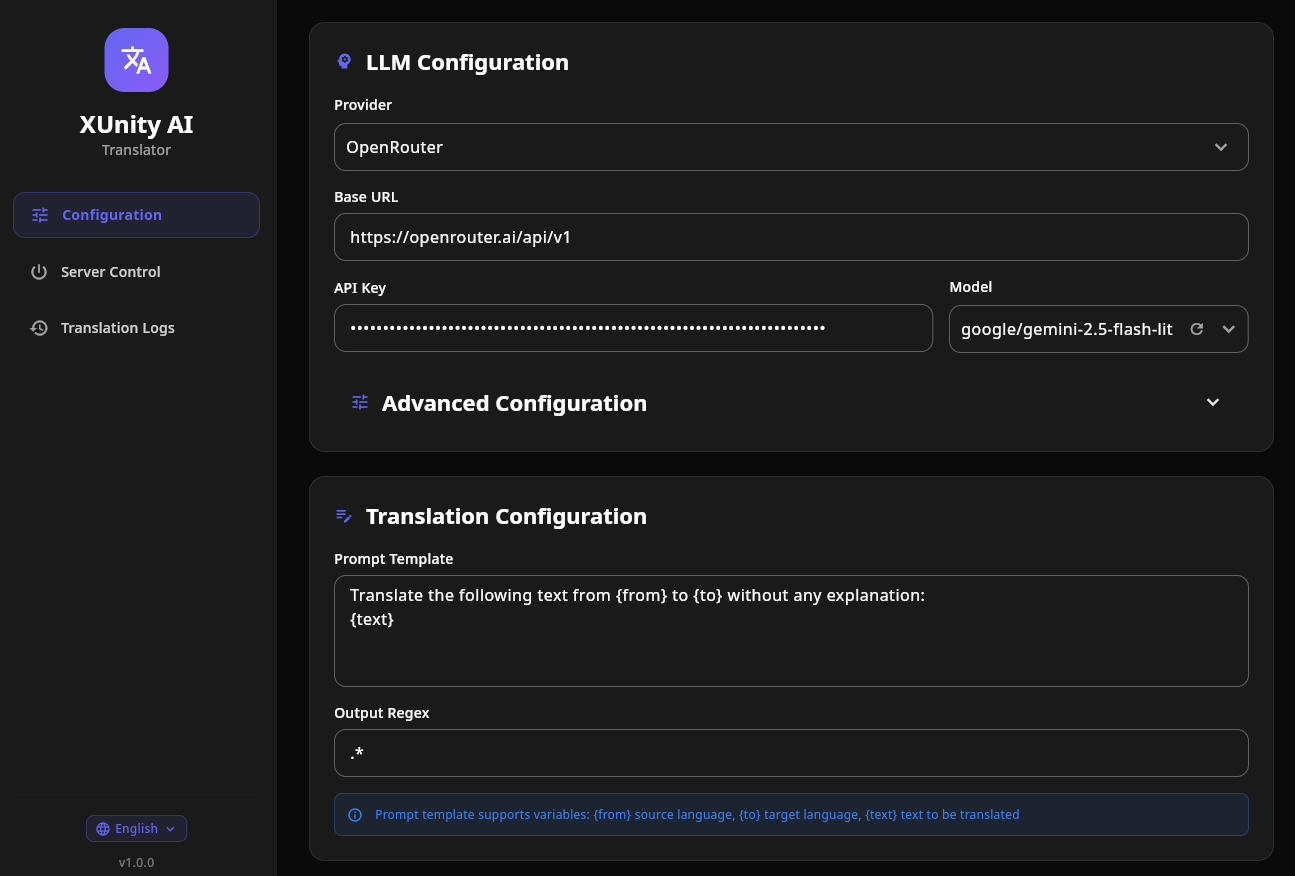 XUnity AI
Translator
Configuration
Server Control
Translation Logs
English
v1.0.0
LLM Configuration
Provider
OpenRouter
Base URL
https://openrouter.ai/api/v1
API Key
Model
google/gemini-2.5-flash-lit
Advanced Configuration
Translation Configuration
Prompt Template
Translate the following text from {from} to {to} without any explanation:
{text}
Output Regex
.*
Prompt template supports variables: {from} source language, {to} target language, {text} text to be translated